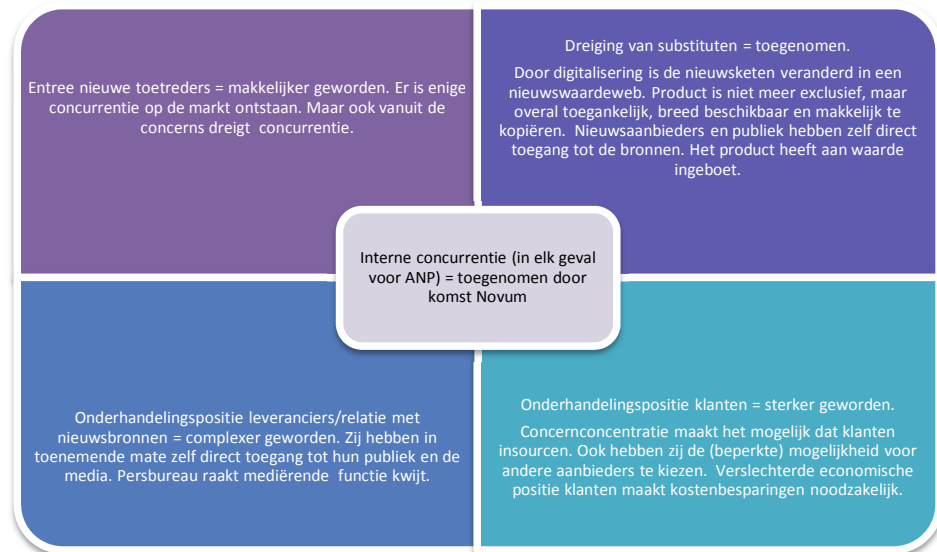 Entree nieuwe toetreders = makkelijker geworden. Er is enige
concurrentie op de markt ontstaan. Maar ook vanuit de
concerns dreigt  concurrentie.
Dreiging van substituten = toegenomen.
Door digitalisering is de nieuwsketen veranderd in een
nieuwswaardeweb. Product is niet meer exclusief, maar
overal toegankelijk, breed beschikbaar en makkelijk te
kopiëren.  Nieuwsaanbieders en publiek hebben zelf direct
toegang tot de bronnen. Het product heeft aan waarde
ingeboet.
Interne concurrentie (in elk geval
voor ANP) = toegenomen door
komst Novum
Onderhandelingspositie leveranciers/relatie met
nieuwsbronnen = complexer geworden. Zij hebben in
toenemende mate zelf direct toegang tot hun publiek en de
media. Persbureau raakt mediërende  functie kwijt.
Onderhandelingspositie klanten = sterker geworden.
Concernconcentratie maakt het mogelijk dat klanten
insourcen. Ook hebben zij de (beperkte) mogelijkheid voor
andere aanbieders te kiezen.  Verslechterde economische
positie klanten maakt kostenbesparingen noodzakelijk.